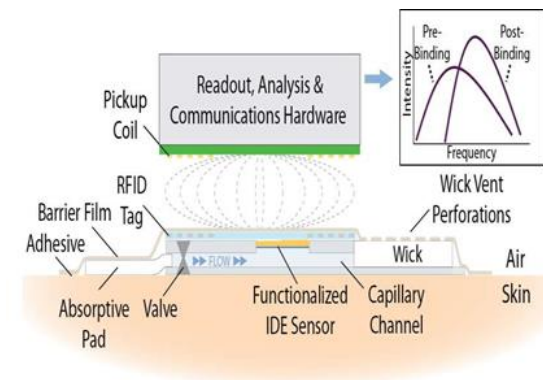 Readout, Analysis &
Communications Hardware
Intensity
Pre-
Binding
Post-
Binding
Frequency
Pickup
Coil
RFID
Tag
Barrier Film
Adhesive
Wick Vent
Perforations
FLOW
Wick
Air
Skin
Absorptive
Pad
Valve
Functionalized
IDE Sensor
Capillary
Channel